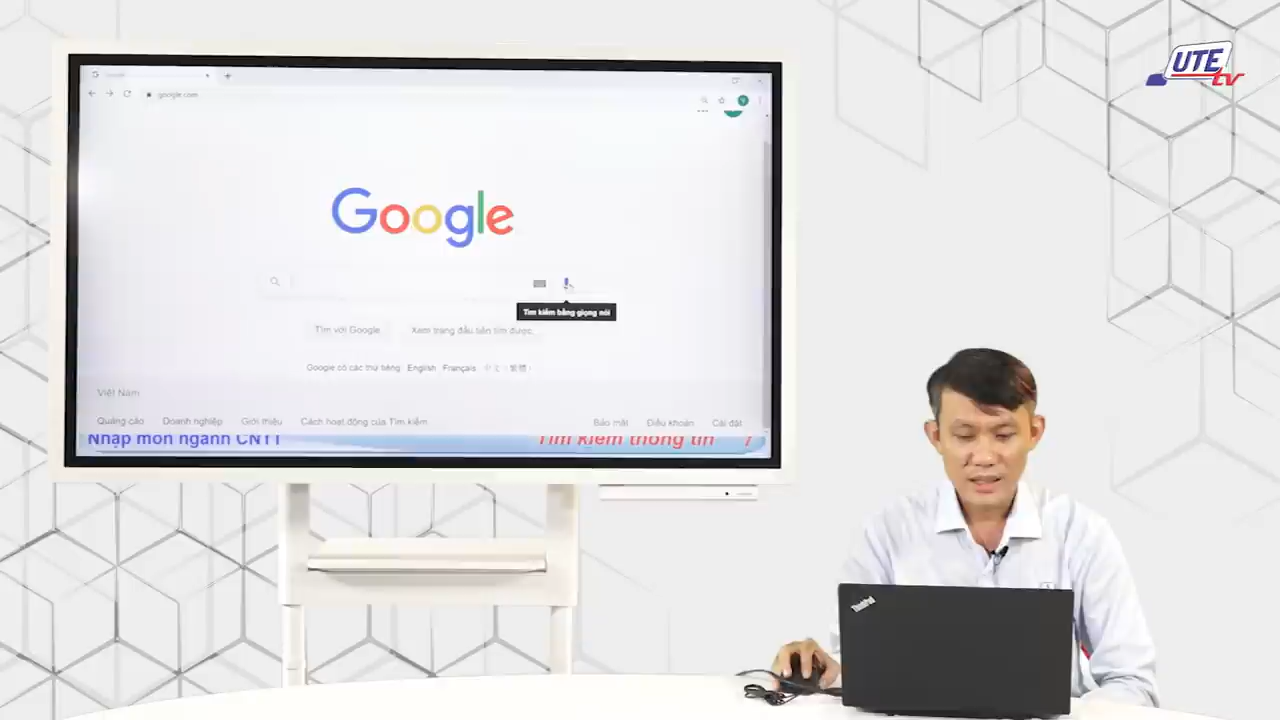 UTE
TV
google.com
Google
Tìm kiếm bằng giọng nói
Tìm với Google
Xem trang đầu tiên tìm được
Google có các thứ tiếng: English Français
Việt Nam
Quảng cáo Doanh nghiệp Giới thiệu Cách hoạt động của Tìm kiếm
Bảo mật Điều khoản Cài đặt
Nhập môn ngành CNTT
Tìm kiếm thông tin 7
ThinkPad